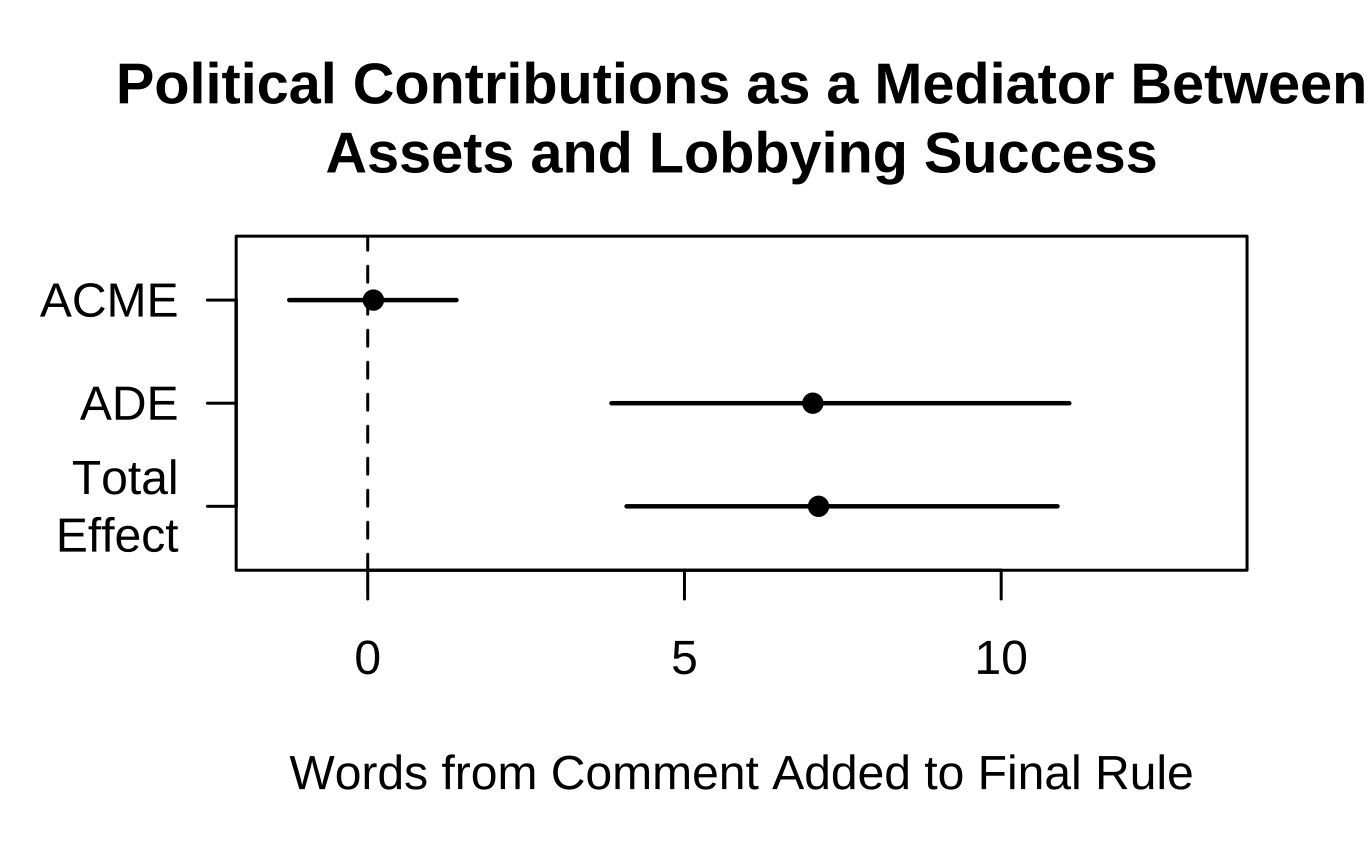 Political Contributions as a Mediator Between
Assets and Lobbying Success
ACME
ADE
Total
Effect
0 5 10
Words from Comment Added to Final Rule